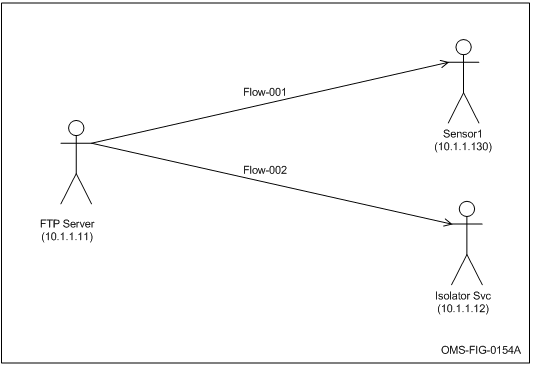 Flow-001
Sensor1
(10.1.1.130)
Flow-002
FTP Server
(10.1.1.11)
Isolator Svc
(10.1.1.12)
OMS-FIG-0154A